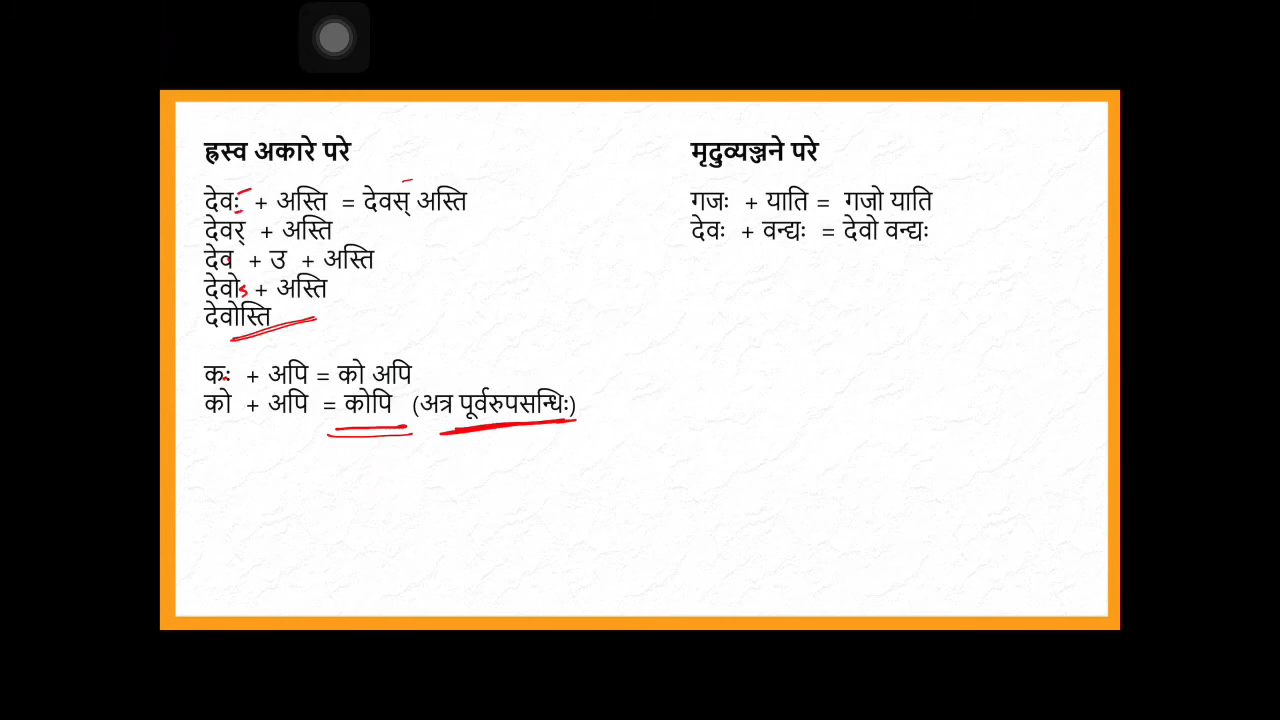 ह्रस्व अकारे परे
देवः + अस्ति = देवस् अस्ति
देवर् + अस्ति
देव + उ + अस्ति
देवो + अस्ति
देवोस्ति
कः + अपि = को अपि
को + अपि = कोपि (अत्र पूर्वरुपसन्धिः)
मृदुव्यञ्जने परे
गजः + याति = गजो याति
देवः + वन्द्यः = देवो वन्द्यः